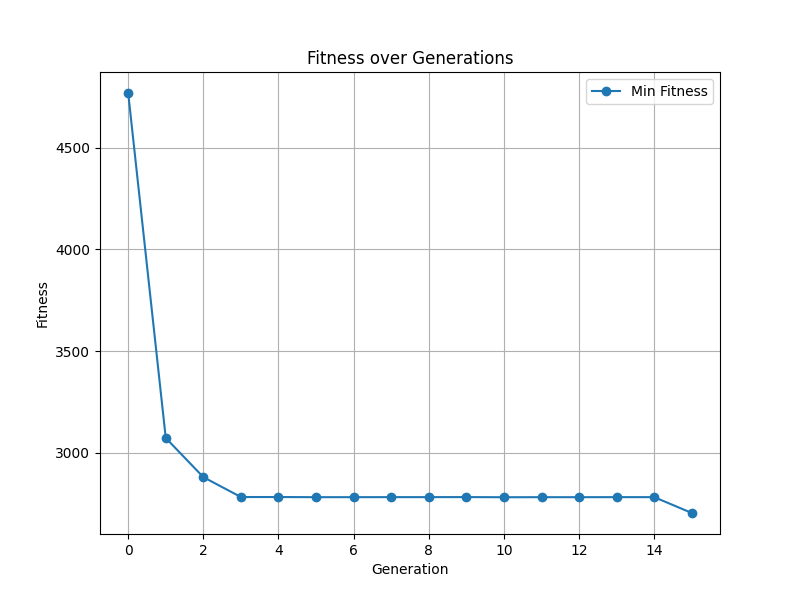 Fitness over Generations
Min Fitness
4500
4000
3500
3000
Fitness
0 2 4 6 8 10 12 14
Generation